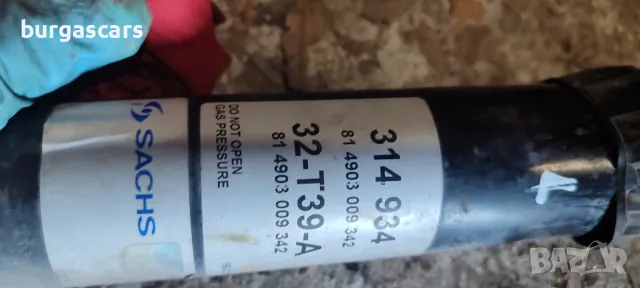 burgascars
SACHS
DO NOT OPEN
GAS PRESSURE
314 934
81 4903 009 342
32-T39-A
81 4903 009 342
BAZAR